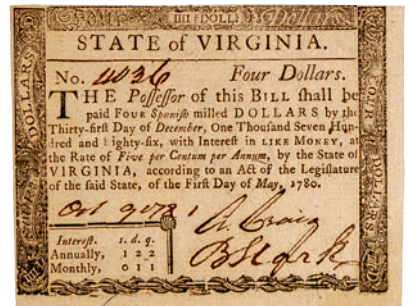 IIII DOLL. Dollars
STATE of VIRGINIA.
No. 4036 Four Dollars.
THE Possessor of this BILL shall be
paid FOUR Spanish milled DOLLARS by the
Thirty-first Day of December, One Thousand Seven Hun-
dred and Eighty-six, with Interest in LIKE MONEY, at
the Rate of Five per Centum per Annum, by the State of
VIRGINIA, according to an Act of the Legislature
of the said State, of the First Day of May, 1780.
Interest. s. d. q.
Annually, 1 2 2
Monthly, 0 1 1
DOLLARS
FOUR DOLLARS